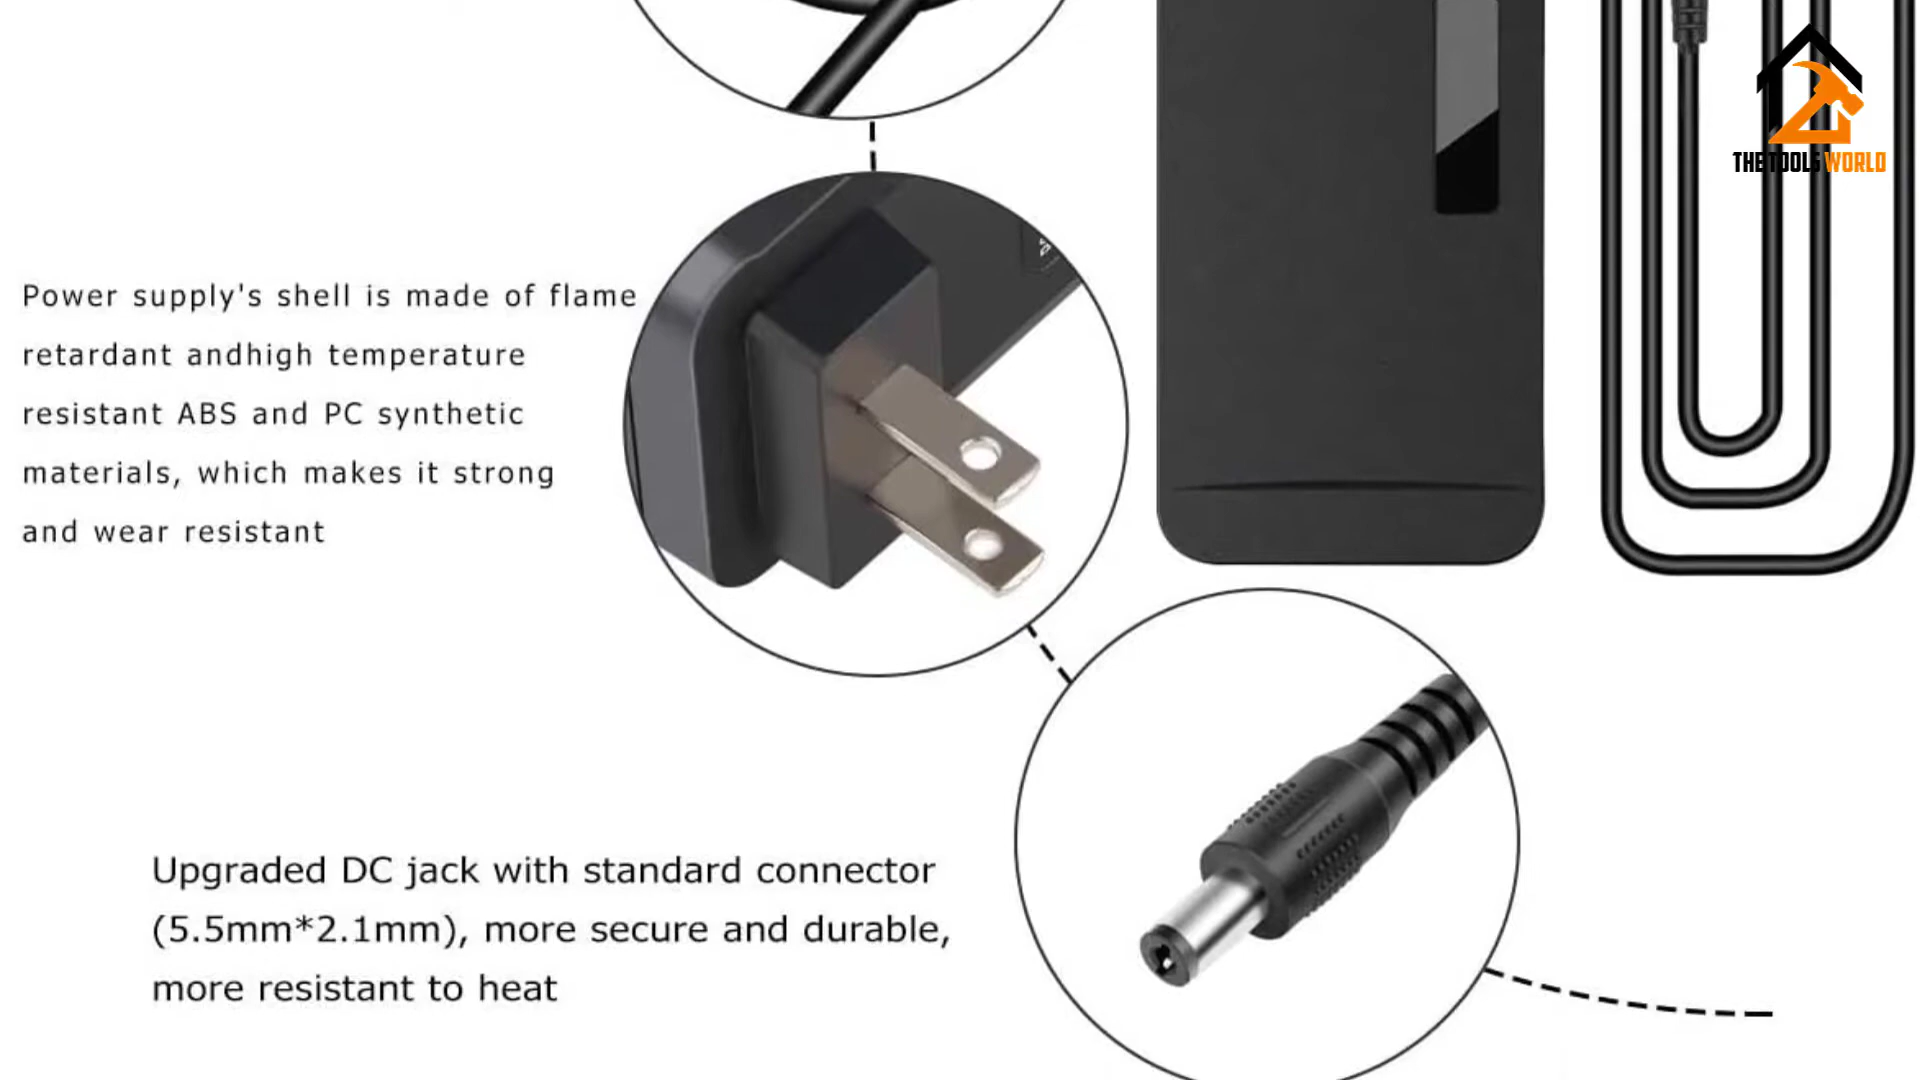 THE TOOLS WORLD
Power supply's shell is made of flame
retardant andhigh temperature
resistant ABS and PC synthetic
materials, which makes it strong
and wear resistant
Upgraded DC jack with standard connector
(5.5mm*2.1mm), more secure and durable,
more resistant to heat